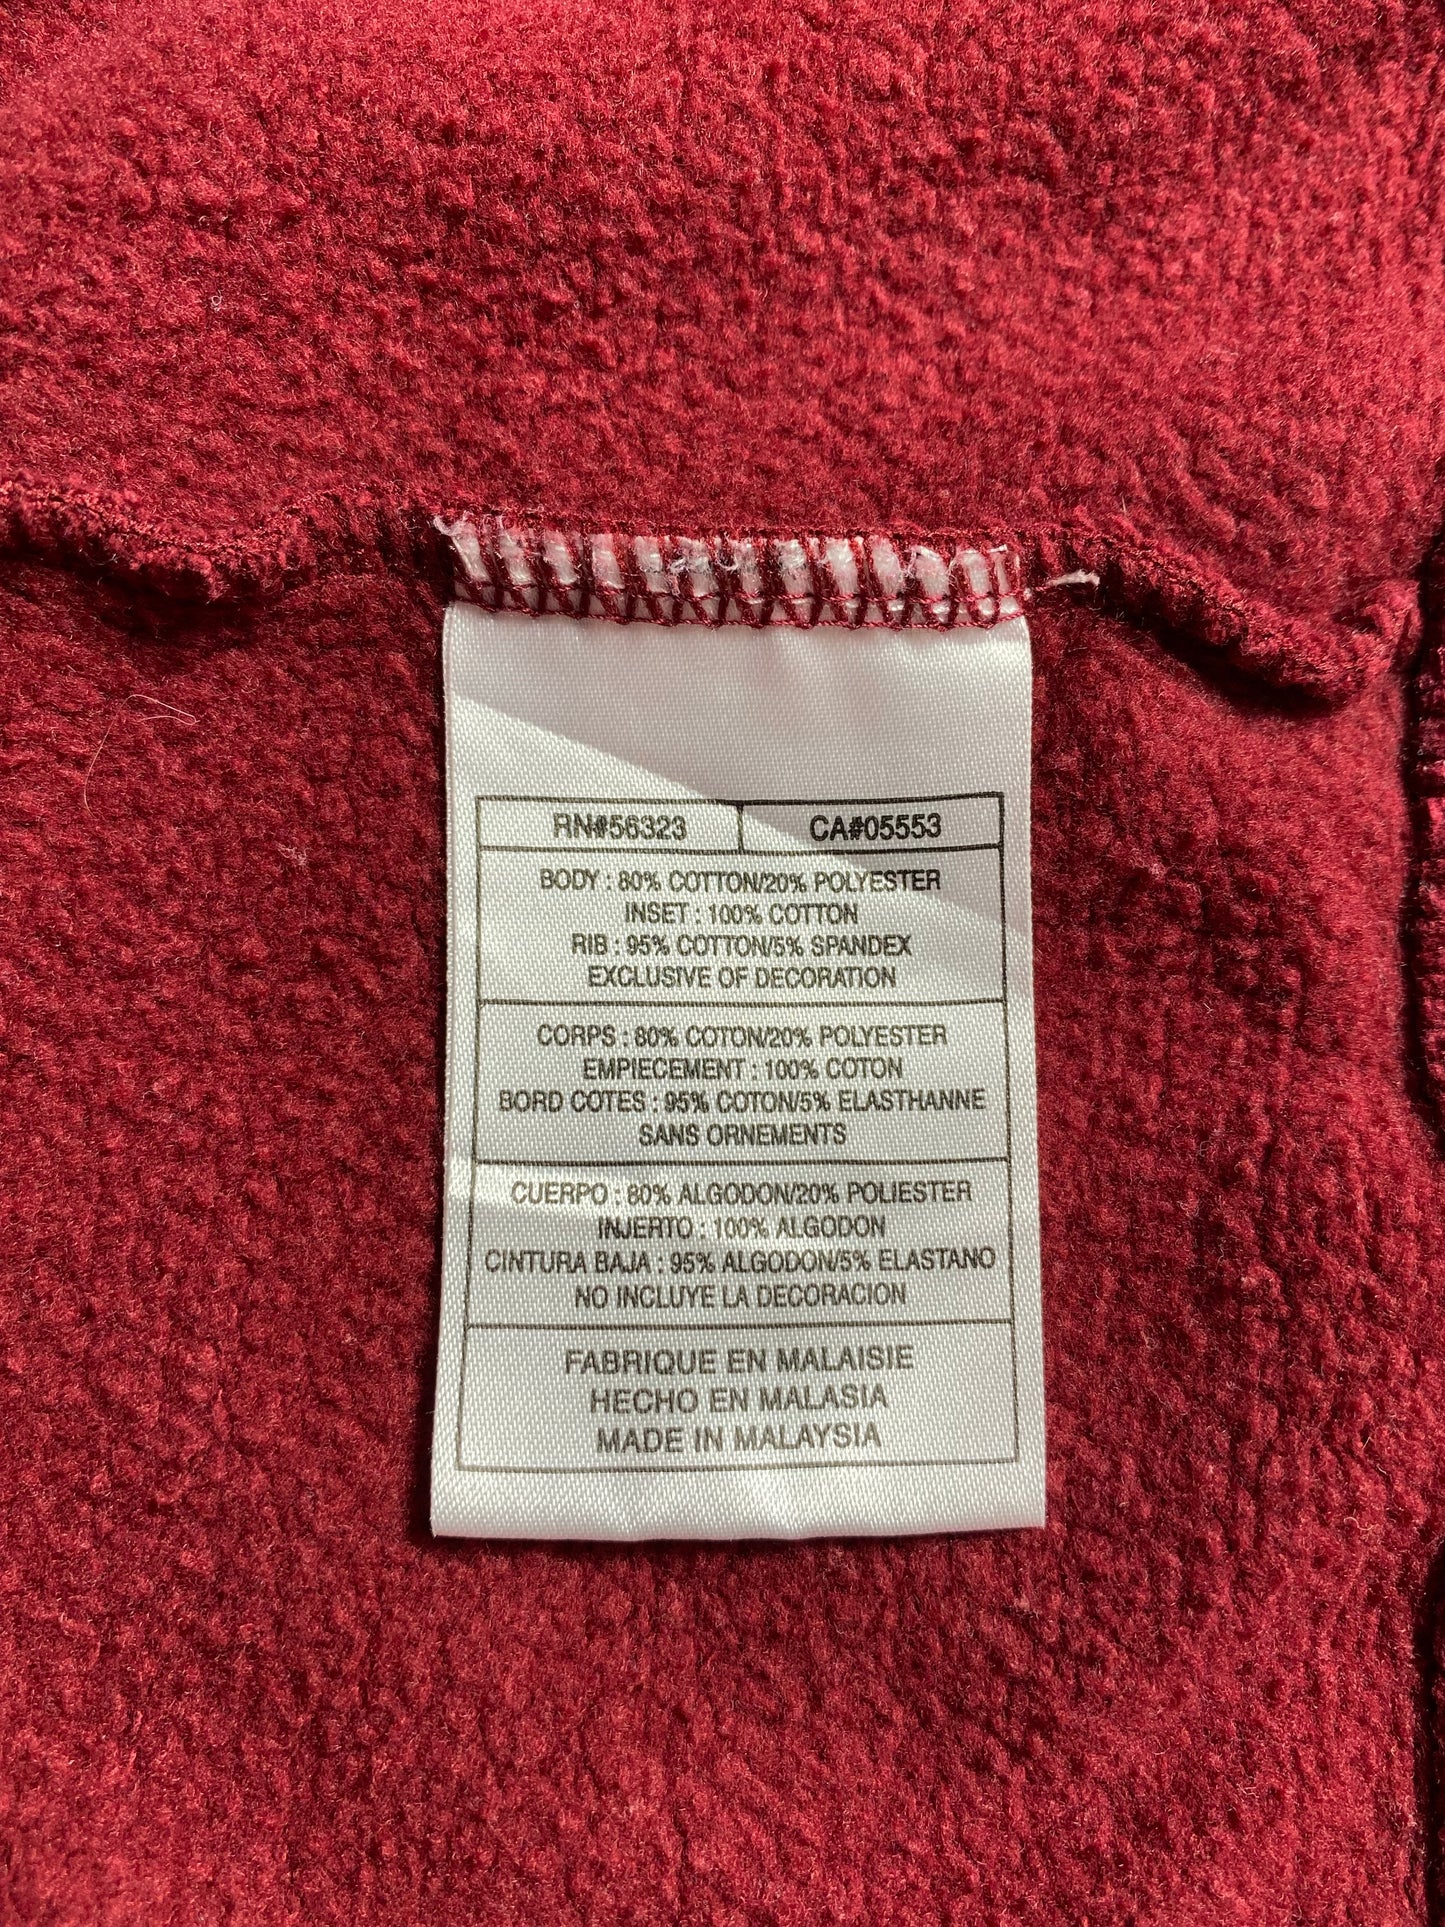 RN#56323 CA#05553
BODY : 80% COTTON/20% POLYESTER
INSET : 100% COTTON
RIB : 95% COTTON/5% SPANDEX
EXCLUSIVE OF DECORATION
CORPS : 80% COTON/20% POLYESTER
EMPIECEMENT : 100% COTON
BORD COTES : 95% COTON/5% ELASTHANNE
SANS ORNEMENTS
CUERPO : 80% ALGODON/20% POLIESTER
INJERTO : 100% ALGODON
CINTURA BAJA : 95% ALGODON/5% ELASTANO
NO INCLUYE LA DECORACION
FABRIQUE EN MALAISIE
HECHO EN MALASIA
MADE IN MALAYSIA